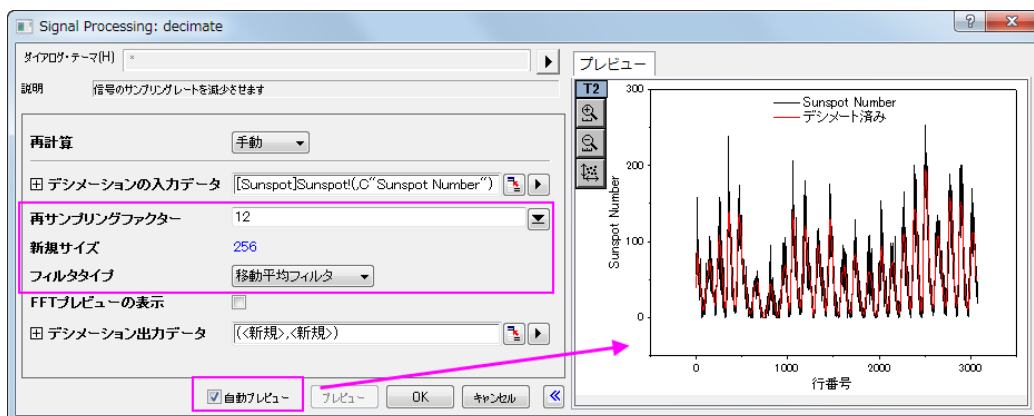 Signal Processing: decimate
ダイアログ・テーマ(H) *
説明 信号のサンプリングレートを減少させます
再計算 手動
デシメーションの入力データ [Sunspot]Sunspot!(,C"Sunspot Number")
再サンプリングファクター 12
新規サイズ 256
フィルタタイプ 移動平均フィルタ
FFTプレビューの表示
デシメーション出力データ (<新規>,<新規>)
自動プレビュー プレビュー OK キャンセル
プレビュー
T2
Sunspot Number
デシメート済み
300
200
100
0
Sunspot Number
0 1000 2000 3000
行番号